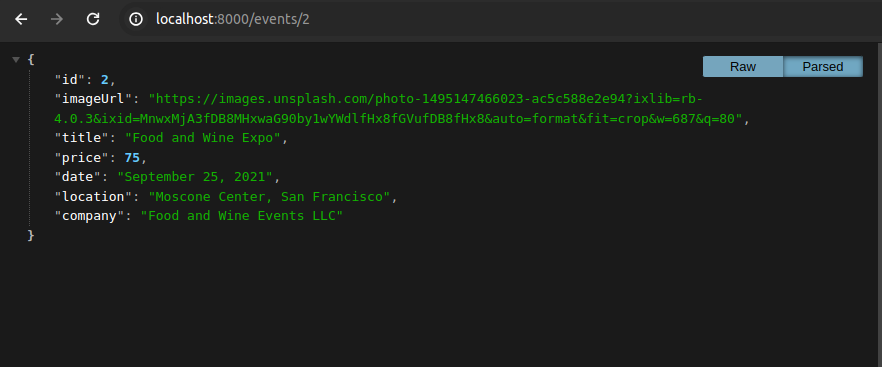 localhost:8000/events/2
Raw Parsed
{
"id": 2,
"imageUrl": "https://images.unsplash.com/photo-1495147466023-ac5c588e2e94?ixlib=rb-
4.0.3&ixid=MnwxMjA3fDB8MHxwaG90by1wYWdlfHx8fGVufDB8fHx8&auto=format&fit=crop&w=687&q=80",
"title": "Food and Wine Expo",
"price": 75,
"date": "September 25, 2021",
"location": "Moscone Center, San Francisco",
"company": "Food and Wine Events LLC"
}